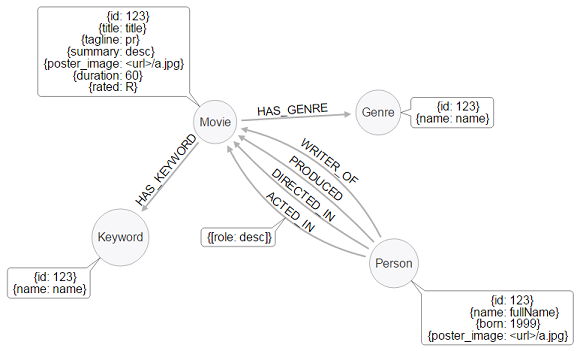 {id: 123}
{title: title}
{tagline: pr}
{summary: desc}
{poster_image: <url>/a.jpg}
{duration: 60}
{rated: R}
Movie
HAS_GENRE
Genre
{id: 123}
{name: name}
HAS_KEYWORD
WRITER_OF
PRODUCED
DIRECTED_IN
ACTED_IN
{[role: desc]}
Keyword
{id: 123}
{name: name}
Person
{id: 123}
{name: fullName}
{born: 1999}
{poster_image: <url>/a.jpg}